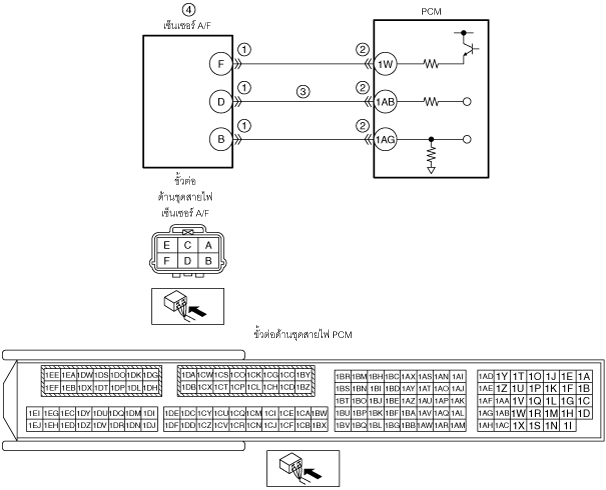 ④
เซ็นเซอร์ A/F
PCM
F ① ② 1W
D ① ③ ② 1AB
B ① ② 1AG
ขั้วต่อ
ด้านชุดสายไฟ
เซ็นเซอร์ A/F
E C A
F D B
ขั้วต่อด้านชุดสายไฟ PCM
1EE 1EA 1DW 1DS 1DO 1DK 1DG 1DA 1CW 1CS 1CO 1CK 1CG 1CC 1BY 1BR 1BM 1BH 1BC 1AX 1AS 1AN 1AI 1AD 1Y 1T 1O 1J 1E 1A
1EF 1EB 1DX 1DT 1DP 1DL 1DH 1DB 1CX 1CT 1CP 1CL 1CH 1CD 1BZ 1BS 1BN 1BI 1BD 1AY 1AT 1AO 1AJ 1AE 1Z 1U 1P 1K 1F 1B
1BT 1BO 1BJ 1BE 1AZ 1AU 1AP 1AK 1AF 1AA 1V 1Q 1L 1G 1C
1EI 1EG 1EC 1DY 1DU 1DQ 1DM 1DI 1DE 1DC 1CY 1CU 1CQ 1CM 1CI 1CE 1CA 1BW 1BU 1BP 1BK 1BF 1BA 1AV 1AQ 1AL 1AG 1AB 1W 1R 1M 1H 1D
1EJ 1EH 1ED 1DZ 1DV 1DR 1DN 1DJ 1DF 1DD 1CZ 1CV 1CR 1CN 1CJ 1CF 1CB 1BX 1BV 1BQ 1BL 1BG 1BB 1AW 1AR 1AM 1AH 1AC 1X 1S 1N 1I